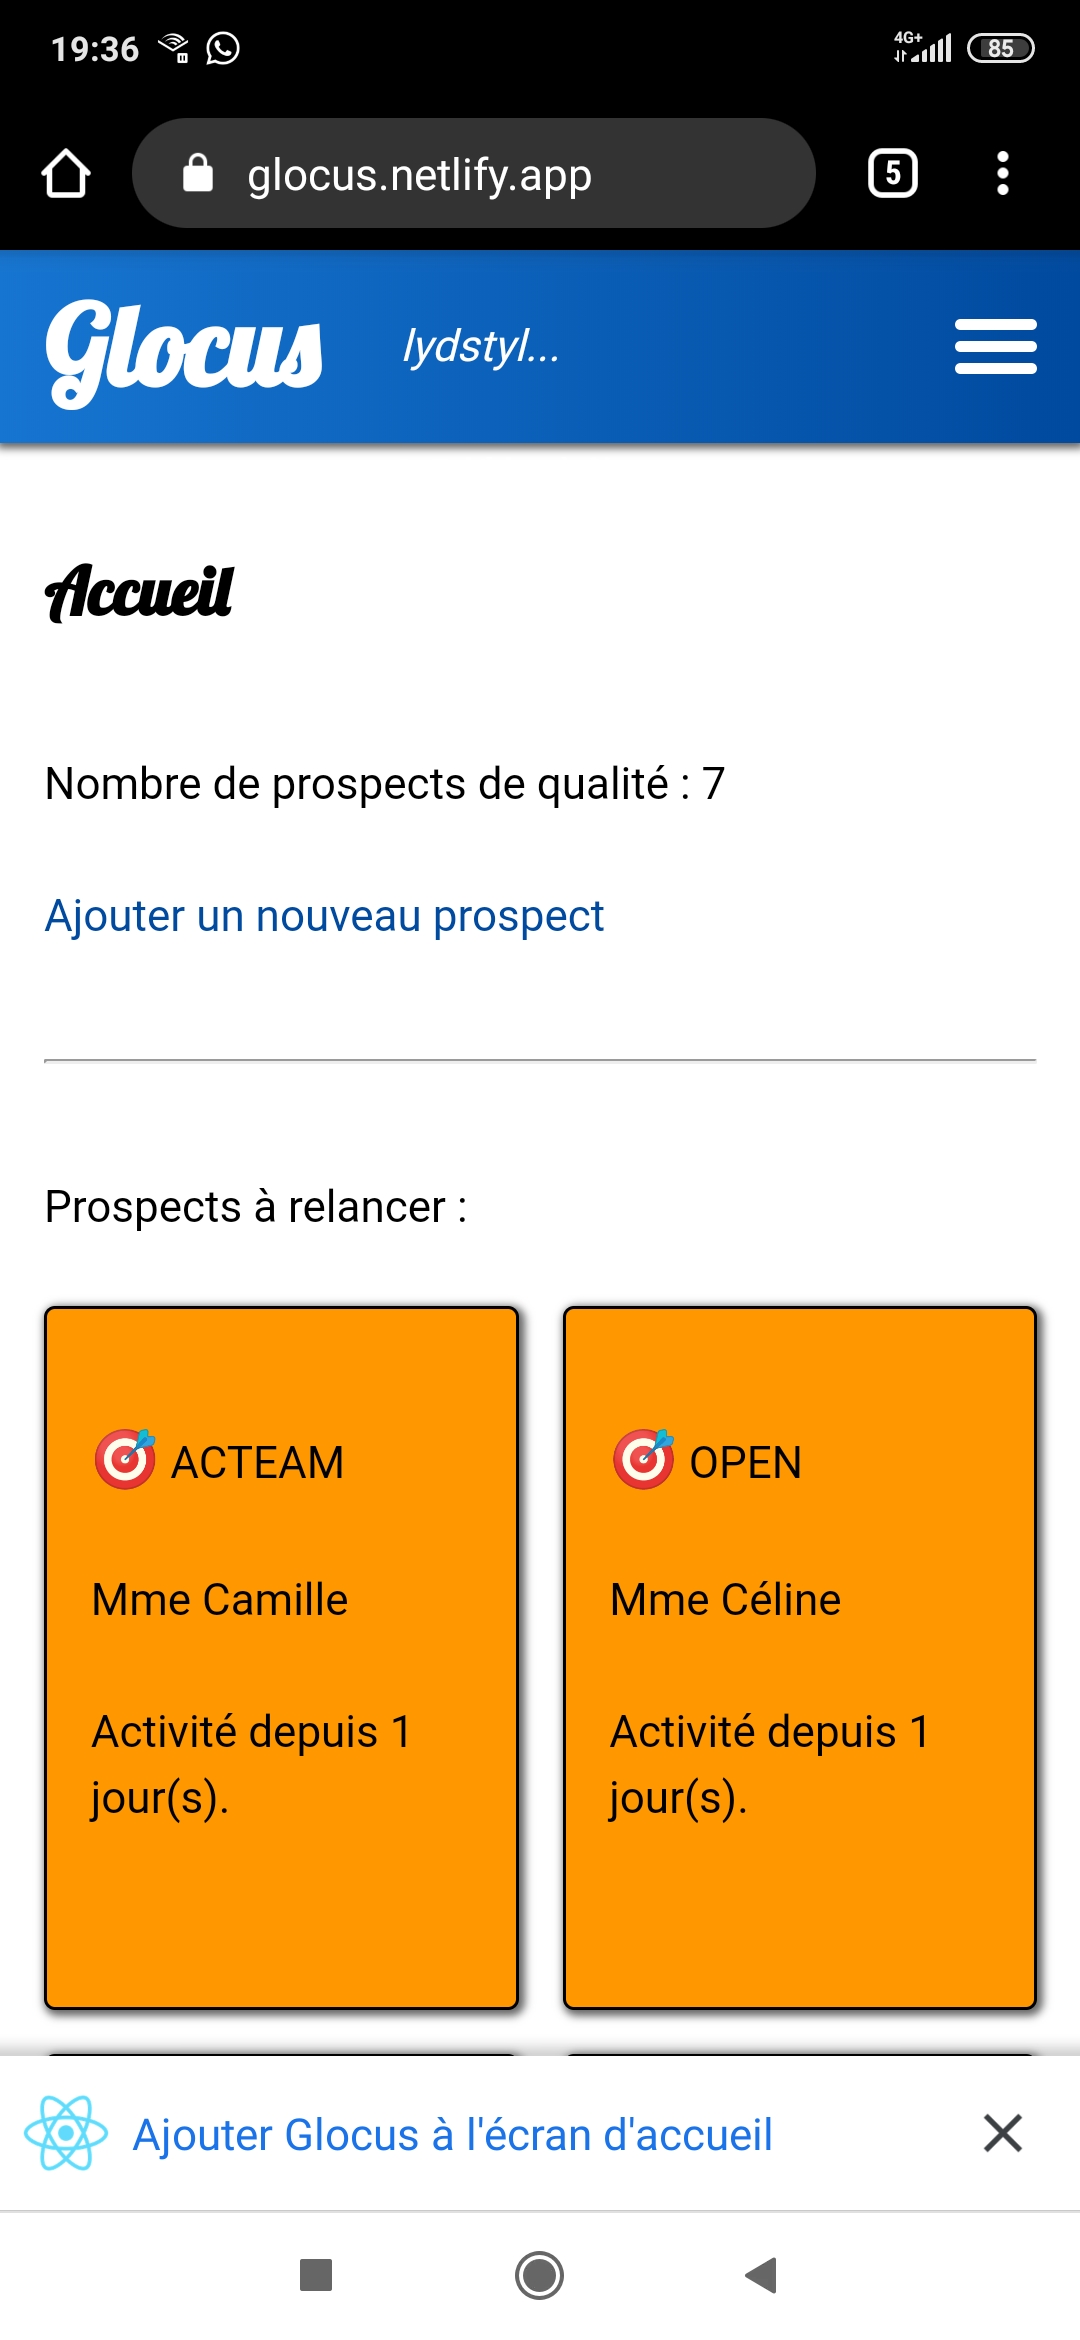 19:36
4G+
85
glocus.netlify.app
5
Glocus
lydstyl...
Accueil
Nombre de prospects de qualité : 7
Ajouter un nouveau prospect
Prospects à relancer :
ACTEAM
Mme Camille
Activité depuis 1
jour(s).
OPEN
Mme Céline
Activité depuis 1
jour(s).
Ajouter Glocus à l'écran d'accueil